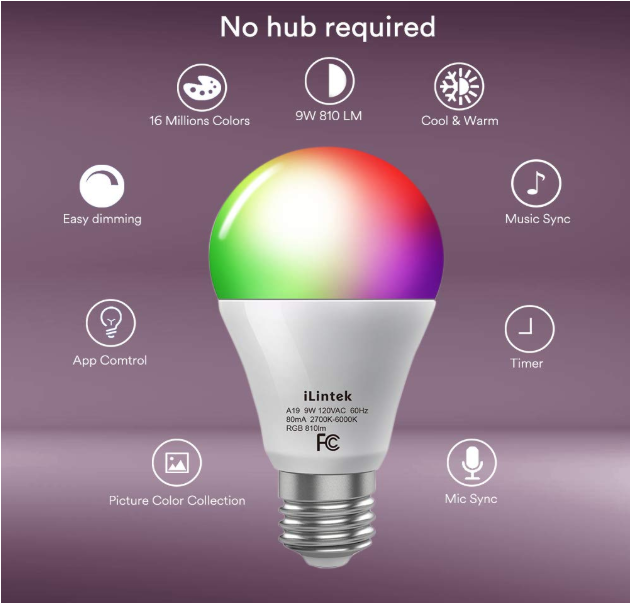 No hub required
16 Millions Colors
9W 810 LM
Cool & Warm
Easy dimming
Music Sync
App Comtrol
Timer
iLintek
A19 9W 120VAC 60Hz
80mA 2700K-6000K
RGB 810lm
FC
Picture Color Collection
Mic Sync